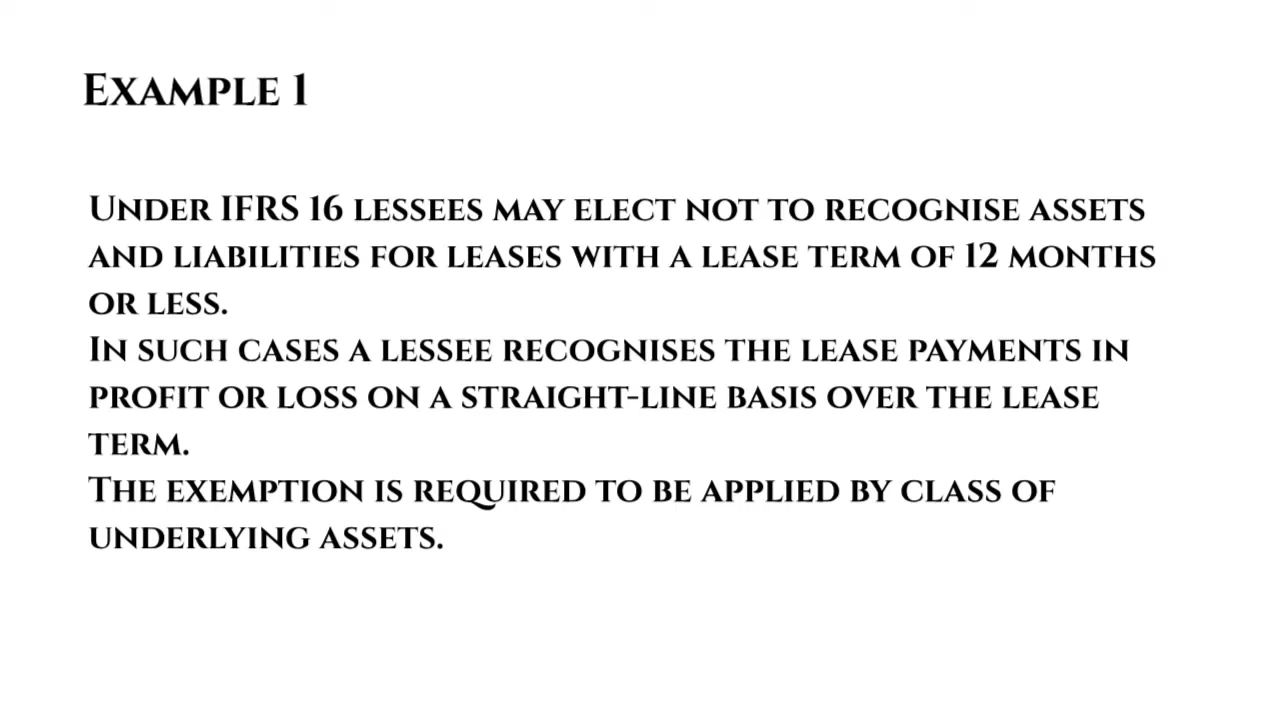 Example 1
Under IFRS 16 lessees may elect not to recognise assets
and liabilities for leases with a lease term of 12 months
or less.
In such cases a lessee recognises the lease payments in
profit or loss on a straight-line basis over the lease
term.
The exemption is required to be applied by class of
underlying assets.